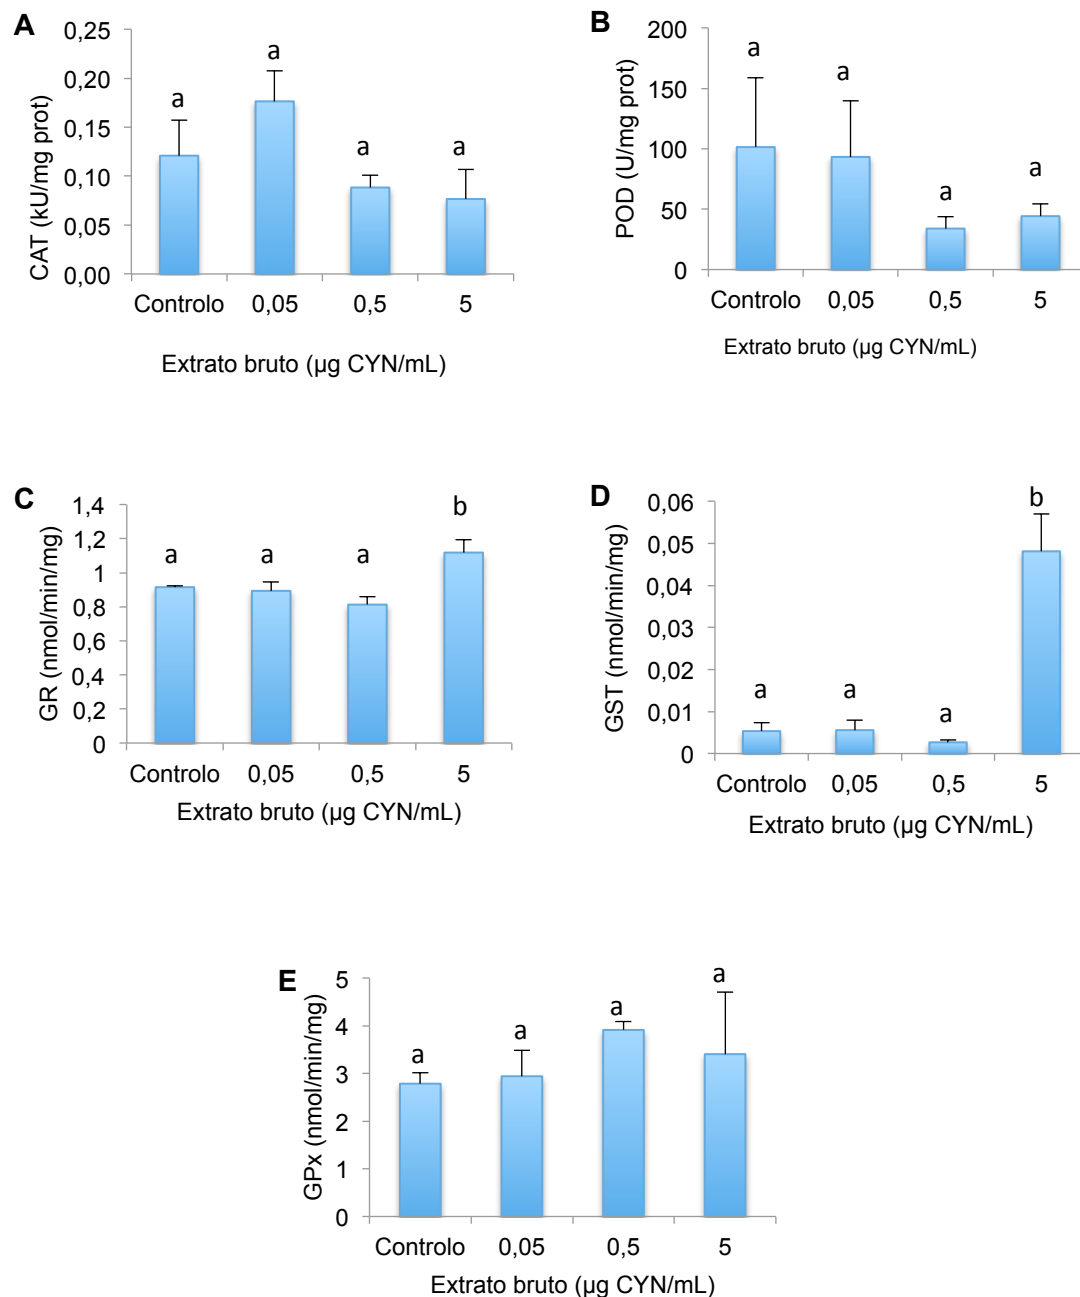 A
CAT (kU/mg prot)
0,25
0,20
0,15
0,10
0,05
0,00
a
a
a
a
Controlo 0,05 0,5 5
Extrato bruto (µg CYN/mL)
B
POD (U/mg prot)
200
150
100
50
0
a
a
a
a
Controlo 0,05 0,5 5
Extrato bruto (µg CYN/mL)
C
GR (nmol/min/mg)
1,4
1,2
1
0,8
0,6
0,4
0,2
0
a
a
a
b
Controlo 0,05 0,5 5
Extrato bruto (µg CYN/mL)
D
GST (nmol/min/mg)
0,06
0,05
0,04
0,03
0,02
0,01
0
a
a
a
b
Controlo 0,05 0,5 5
Extrato bruto (µg CYN/mL)
E
GPx (nmol/min/mg)
5
4
3
2
1
0
a
a
a
a
Controlo 0,05 0,5 5
Extrato bruto (µg CYN/mL)